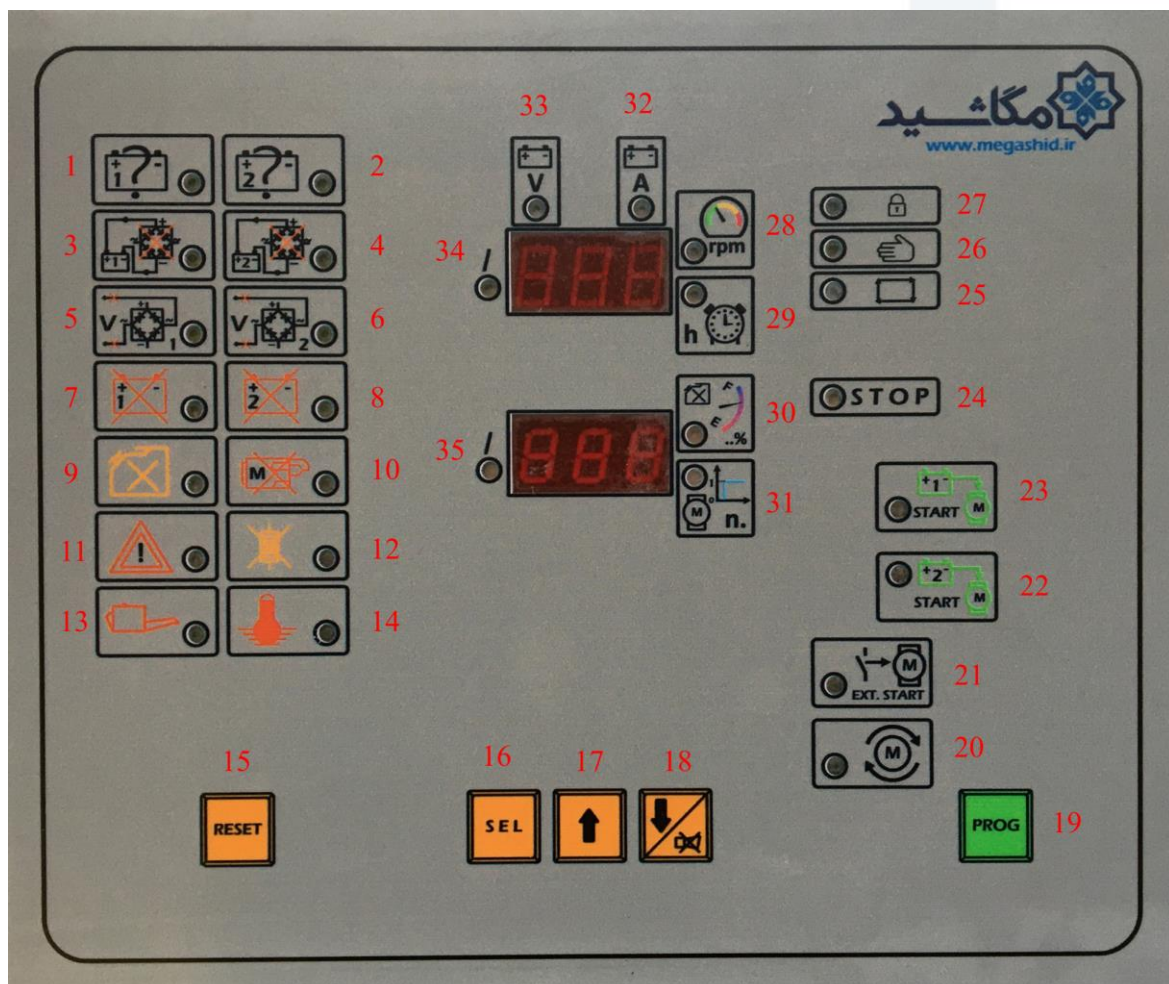 مگاشید
www.megashid.ir
33 32
1 2
V A
3 4
28 rpm
27
26
34
25
5 6
29 h
7 8
30 F E ..%
24 STOP
35
9 10
M
31 1 0 M n.
+1- START M 23
11 12
!
+2- START M 22
13 14
M EXT. START 21
M 20
15 16 17 18
RESET SEL PROG 19